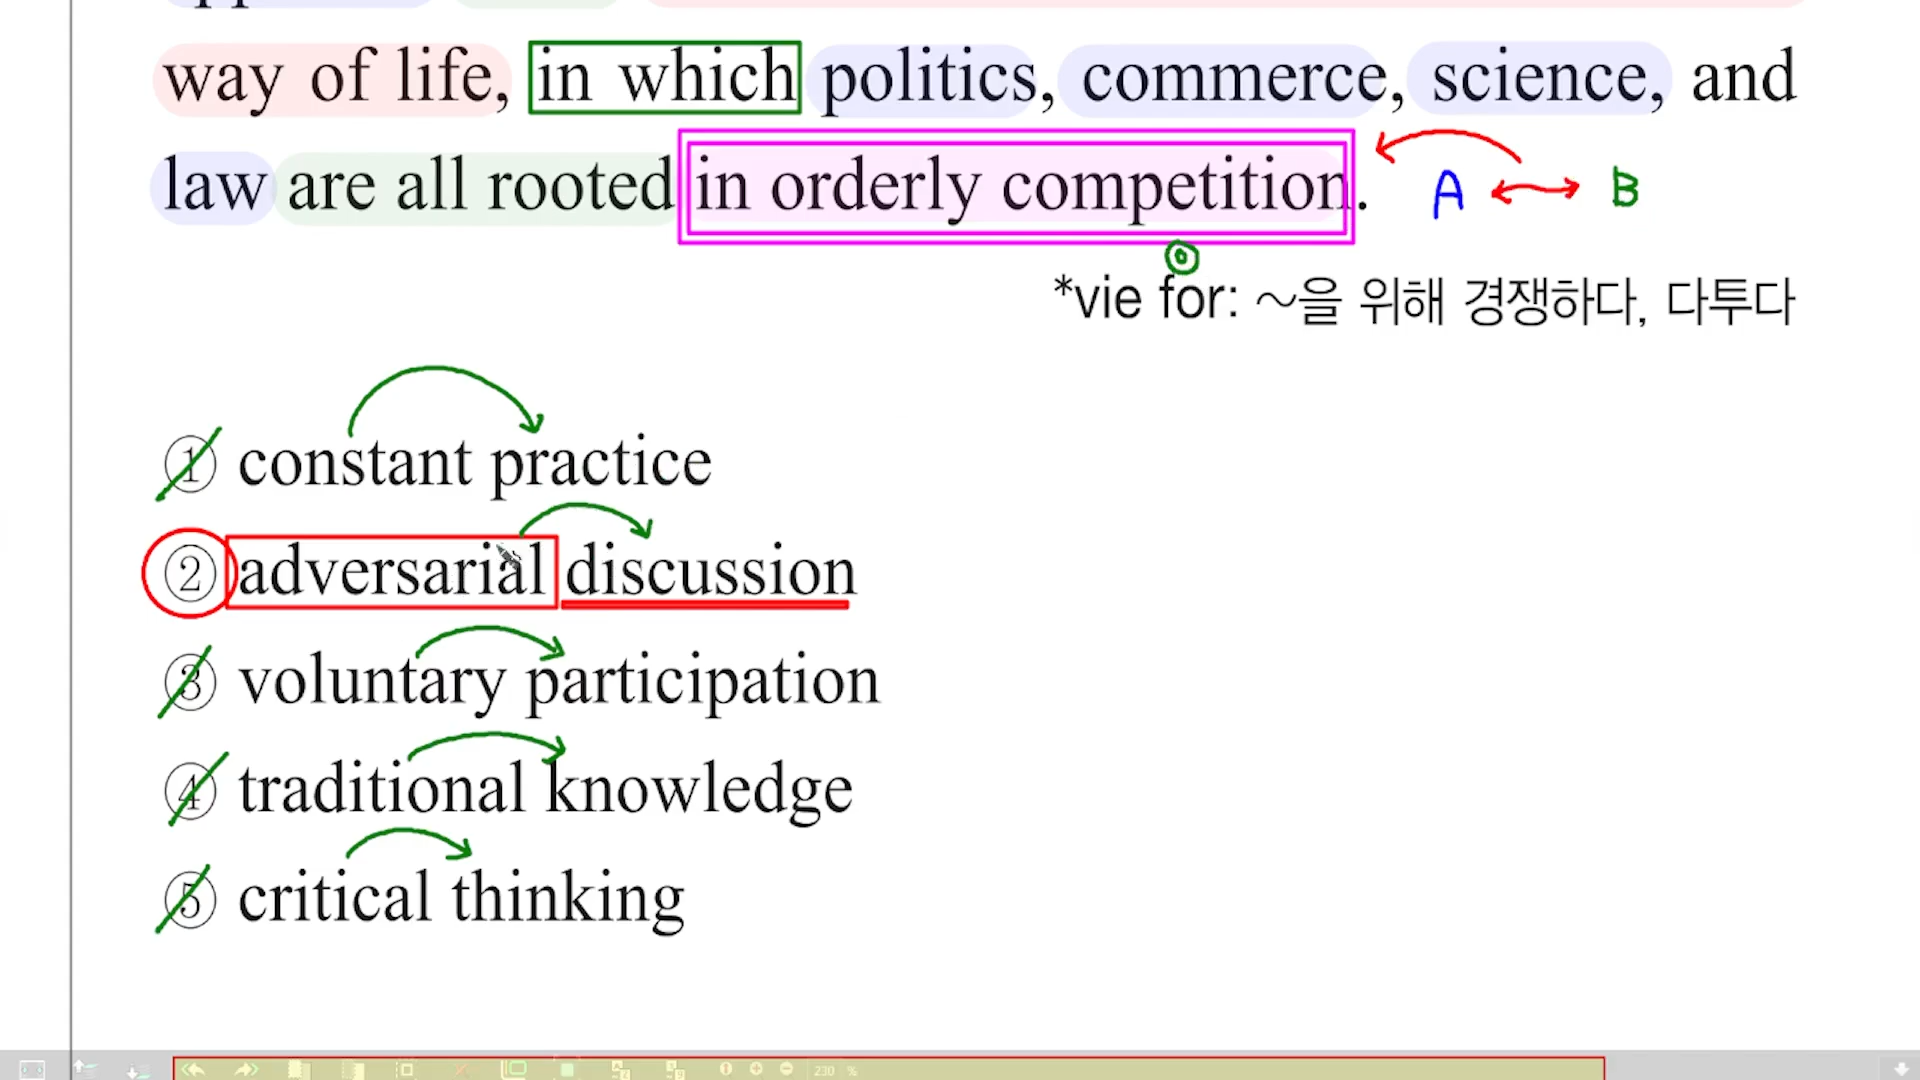 way of life, in which politics, commerce, science, and
law are all rooted in orderly competition. A B
*vie for: ~을 위해 경쟁하다, 다투다
① constant practice
② adversarial discussion
③ voluntary participation
④ traditional knowledge
⑤ critical thinking
230 %